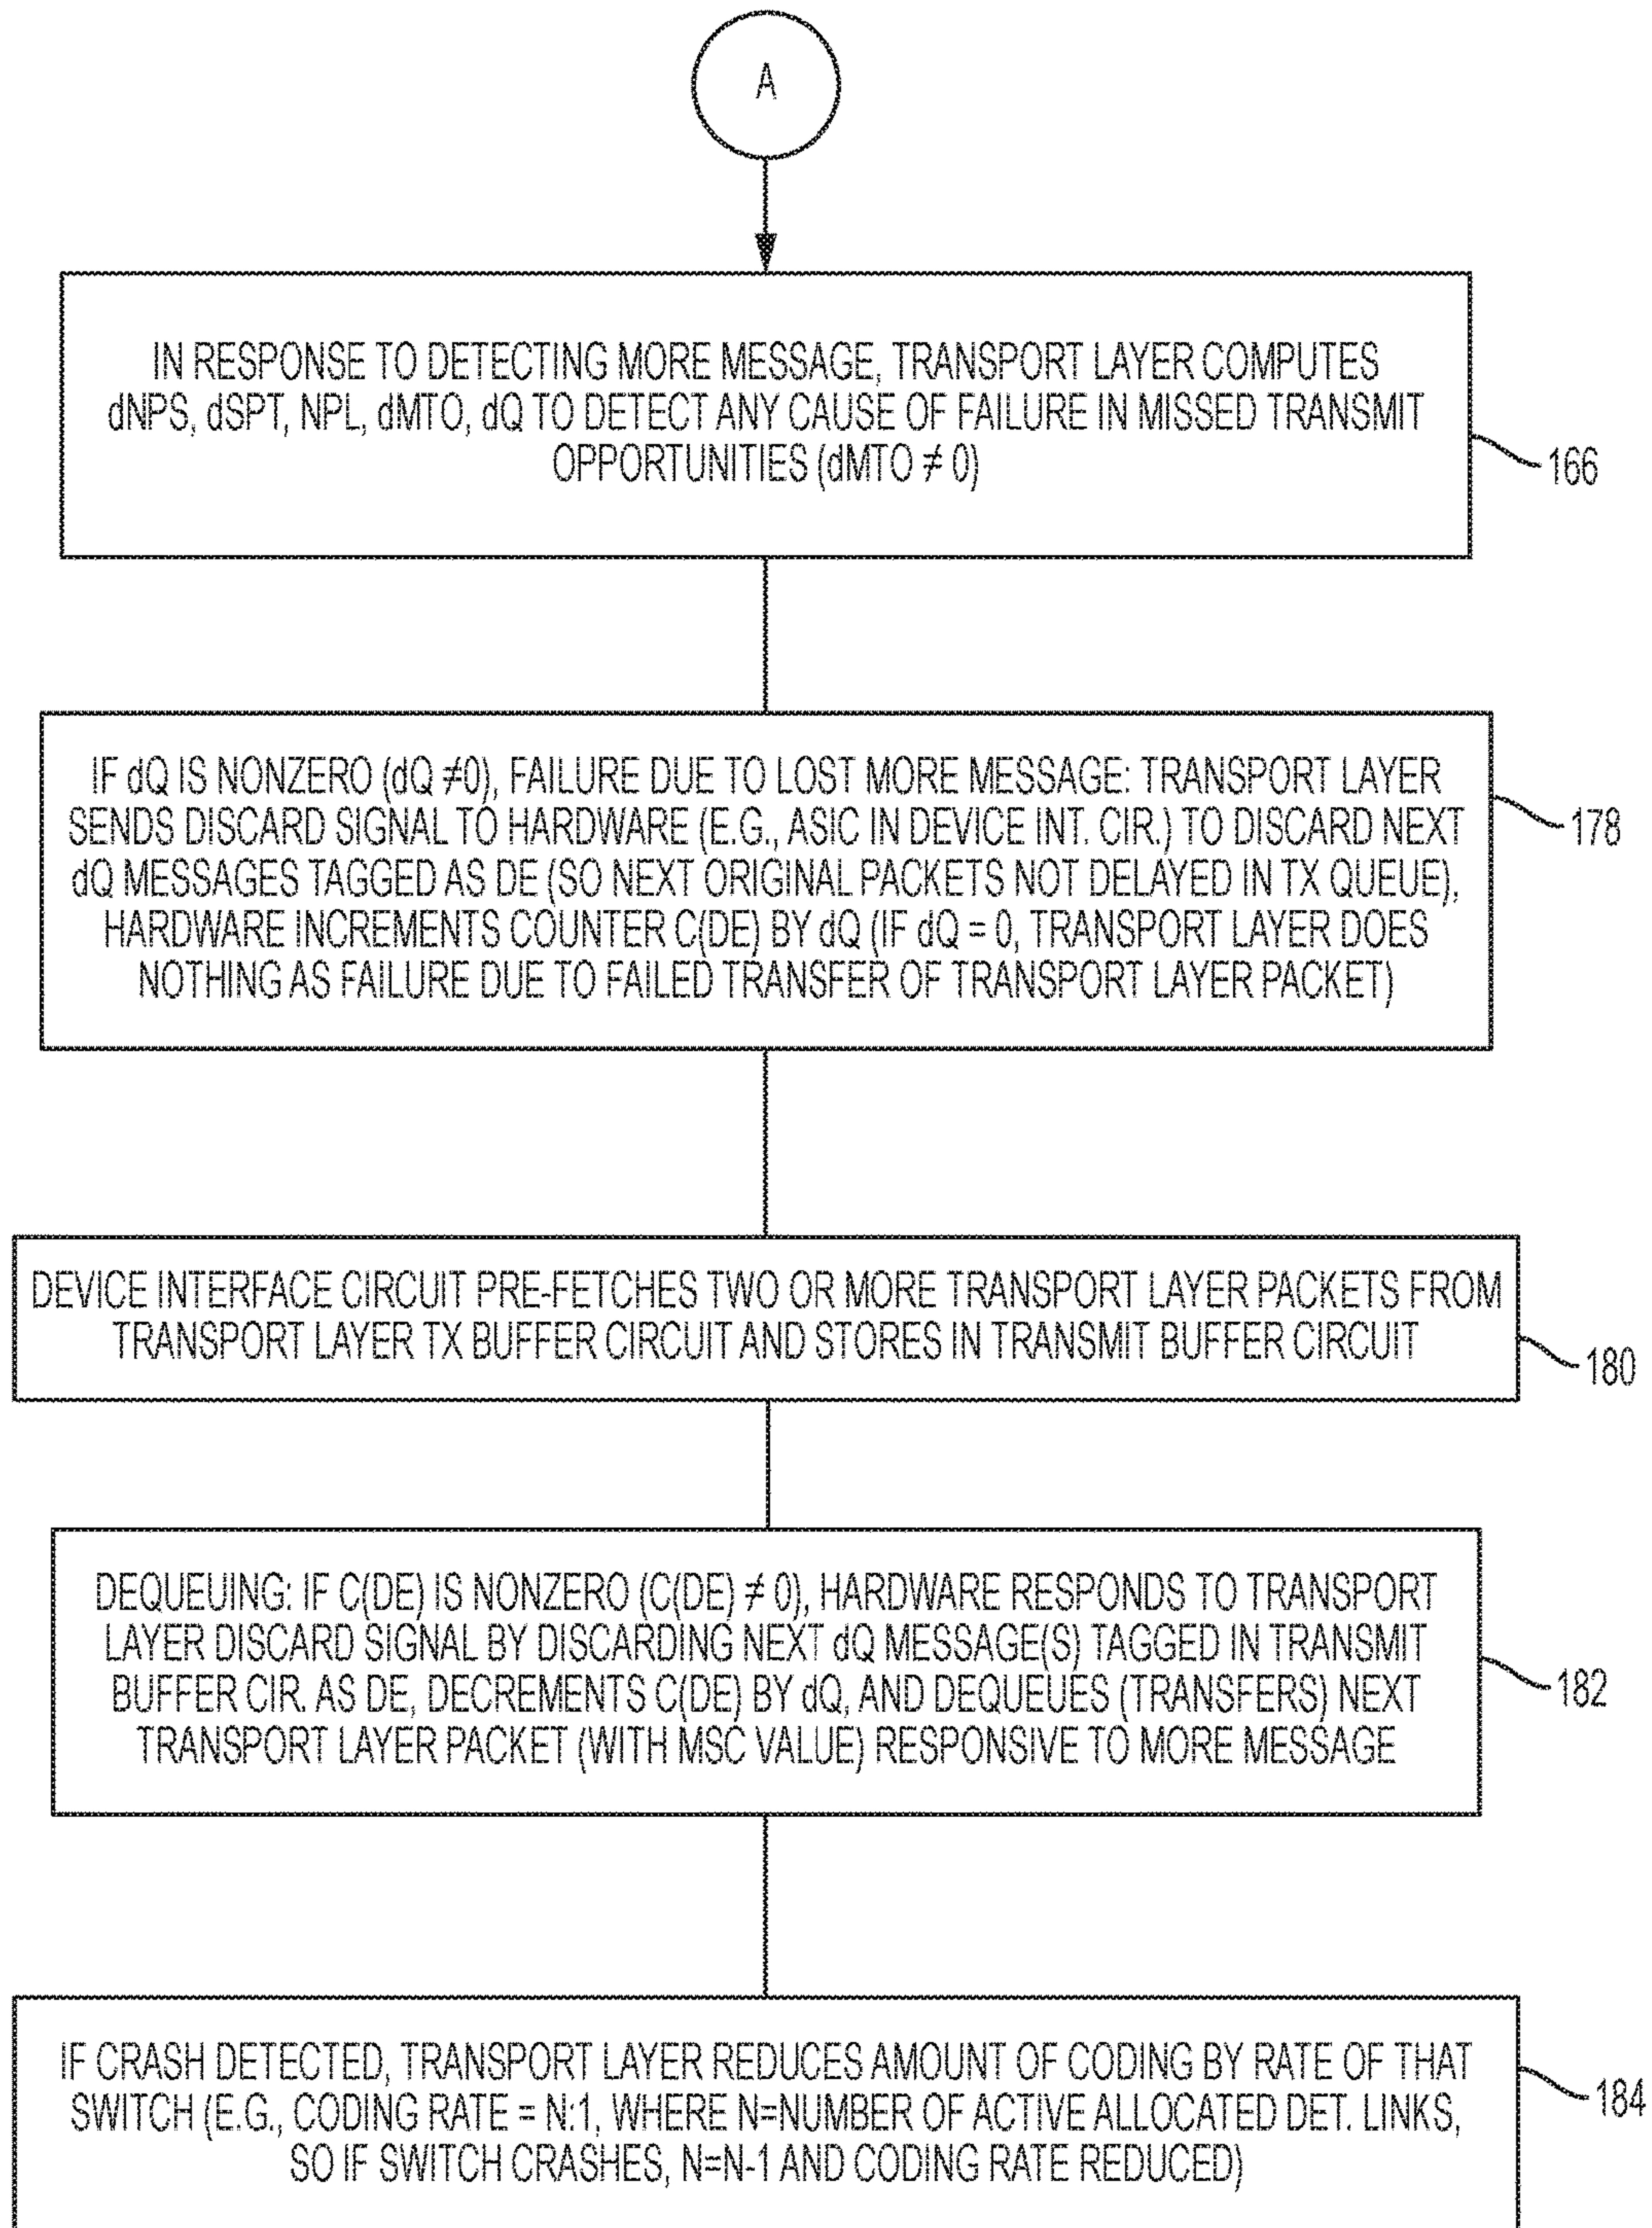 A
IN RESPONSE TO DETECTING MORE MESSAGE, TRANSPORT LAYER COMPUTES
dNPS, dSPT, NPL, dMTO, dQ TO DETECT ANY CAUSE OF FAILURE IN MISSED TRANSMIT
OPPORTUNITIES (dMTO ≠ 0)
166
IF dQ IS NONZERO (dQ ≠0), FAILURE DUE TO LOST MORE MESSAGE: TRANSPORT LAYER
SENDS DISCARD SIGNAL TO HARDWARE (E.G., ASIC IN DEVICE INT. CIR.) TO DISCARD NEXT
dQ MESSAGES TAGGED AS DE (SO NEXT ORIGINAL PACKETS NOT DELAYED IN TX QUEUE),
HARDWARE INCREMENTS COUNTER C(DE) BY dQ (IF dQ = 0, TRANSPORT LAYER DOES
NOTHING AS FAILURE DUE TO FAILED TRANSFER OF TRANSPORT LAYER PACKET)
178
DEVICE INTERFACE CIRCUIT PRE-FETCHES TWO OR MORE TRANSPORT LAYER PACKETS FROM
TRANSPORT LAYER TX BUFFER CIRCUIT AND STORES IN TRANSMIT BUFFER CIRCUIT
180
DEQUEUING: IF C(DE) IS NONZERO (C(DE) ≠ 0), HARDWARE RESPONDS TO TRANSPORT
LAYER DISCARD SIGNAL BY DISCARDING NEXT dQ MESSAGE(S) TAGGED IN TRANSMIT
BUFFER CIR. AS DE, DECREMENTS C(DE) BY dQ, AND DEQUEUES (TRANSFERS) NEXT
TRANSPORT LAYER PACKET (WITH MSC VALUE) RESPONSIVE TO MORE MESSAGE
182
IF CRASH DETECTED, TRANSPORT LAYER REDUCES AMOUNT OF CODING BY RATE OF THAT
SWITCH (E.G., CODING RATE = N:1, WHERE N=NUMBER OF ACTIVE ALLOCATED DET. LINKS,
SO IF SWITCH CRASHES, N=N-1 AND CODING RATE REDUCED)
184